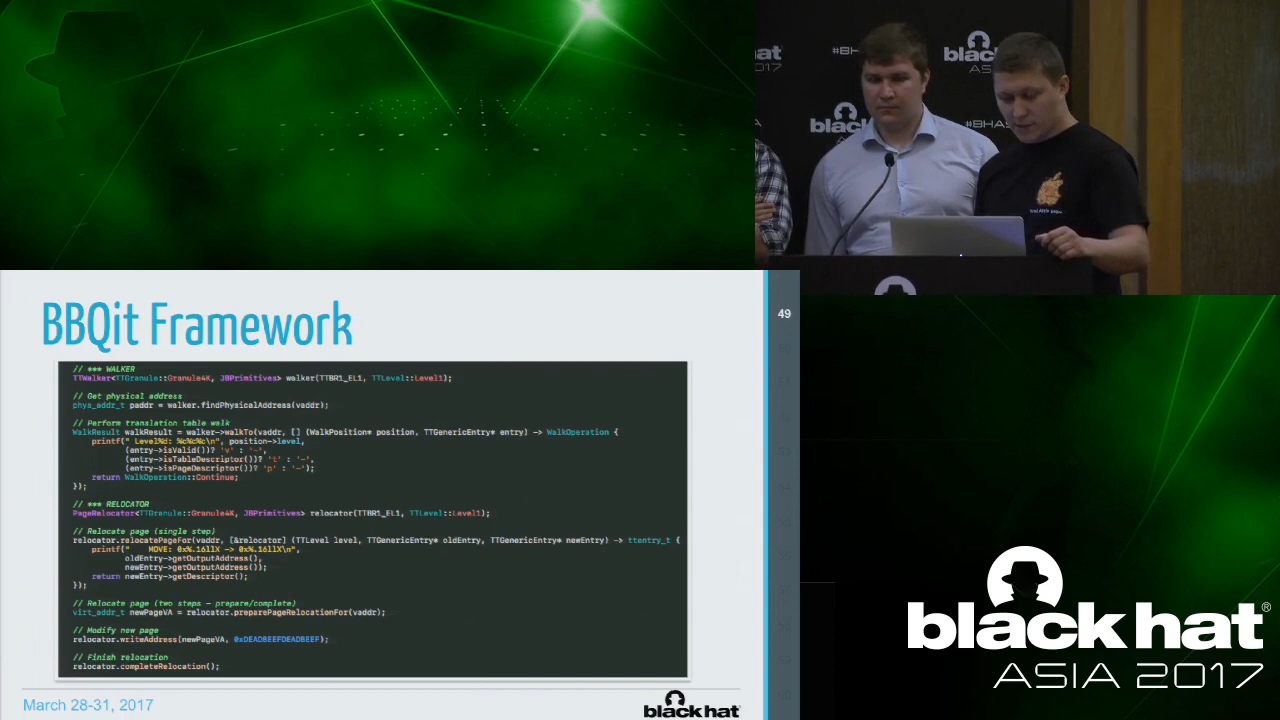 #BH
black hat
ASI
black
#BHAS
BBQit Framework
49
// *** WALKER
TTWalker<TTGranule::Granule4K, JBPrimitives> walker(TTBR1_EL1, TTLevel::Level1);
// Get physical address
phys_addr_t paddr = walker.findPhysicalAddress(vaddr);
// Perform translation table walk
WalkResult walkResult = walker->walkTo(vaddr, [] (WalkPosition* position, TTGenericEntry* entry) -> WalkOperation {
printf(" Level%d: %c%c%c\n", position->level,
(entry->isValid())? 'v' : '-',
(entry->isTableDescriptor())? 't' : '-',
(entry->isPageDescriptor())? 'p' : '-');
return WalkOperation::Continue;
});
// *** RELOCATOR
PageRelocator<TTGranule::Granule4K, JBPrimitives> relocator(TTBR1_EL1, TTLevel::Level1);
// Relocate page (single step)
relocator.relocatePageFor(vaddr, [&relocator] (TTLevel level, TTGenericEntry* oldEntry, TTGenericEntry* newEntry) -> ttentry_t {
printf("    MOVE: 0x%.16llX -> 0x%.16llX\n",
oldEntry->getOutputAddress(),
newEntry->getOutputAddress());
return newEntry->getDescriptor();
});
// Relocate page (two steps - prepare/complete)
virt_addr_t newPageVA = relocator.preparePageRelocationFor(vaddr);
// Modify new page
relocator.writeAddress(newPageVA, 0xDEADBEEFDEADBEEF);
// Finish relocation
relocator.completeRelocation();
March 28-31, 2017
black hat
black hat®
ASIA 2017